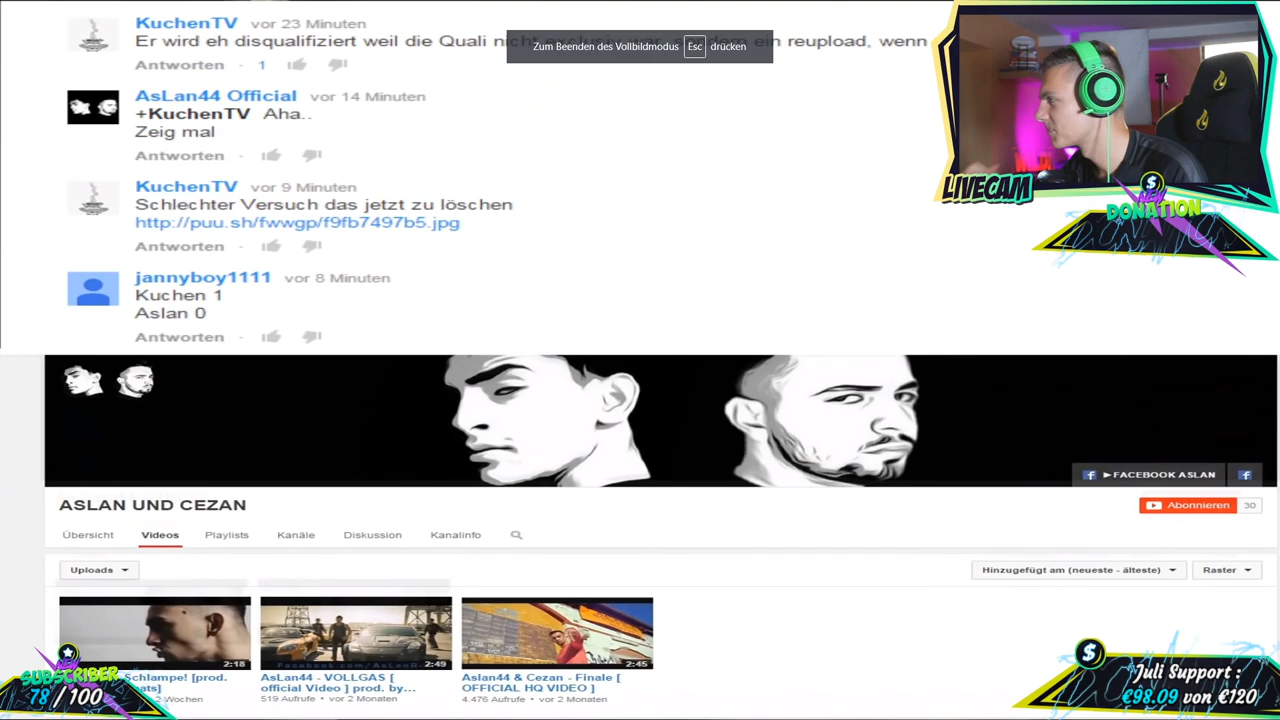 KuchenTV vor 23 Minuten
Er wird eh disqualifiziert weil die Quali ein reupload, wenn
Zum Beenden des Vollbildmodus Esc drücken
Antworten · 1
AsLan44 Official vor 14 Minuten
+KuchenTV Aha..
Zeig mal
Antworten ·
KuchenTV vor 9 Minuten
Schlechter Versuch das jetzt zu löschen
http://puu.sh/fwwgp/f9fb7497b5.jpg
Antworten ·
jannyboy1111 vor 8 Minuten
Kuchen 1
Aslan 0
Antworten ·
LIVECAM
NEW
DONATION
►FACEBOOK ASLAN
ASLAN UND CEZAN
Abonnieren 30
Übersicht Videos Playlists Kanäle Diskussion Kanalinfo
Uploads
Hinzugefügt am (neueste - älteste) Raster
2:18
2:49
2:45
Schlampe! [prod.
Wochen
AsLan44 - VOLLGAS [
official Video ] prod. by...
519 Aufrufe • vor 2 Monaten
Aslan44 & Cezan - Finale [
OFFICIAL HQ VIDEO ]
4.476 Aufrufe • vor 2 Monaten
NEW
SUBSCRIBER
78 / 100
Juli Support :
€98.09 von €120